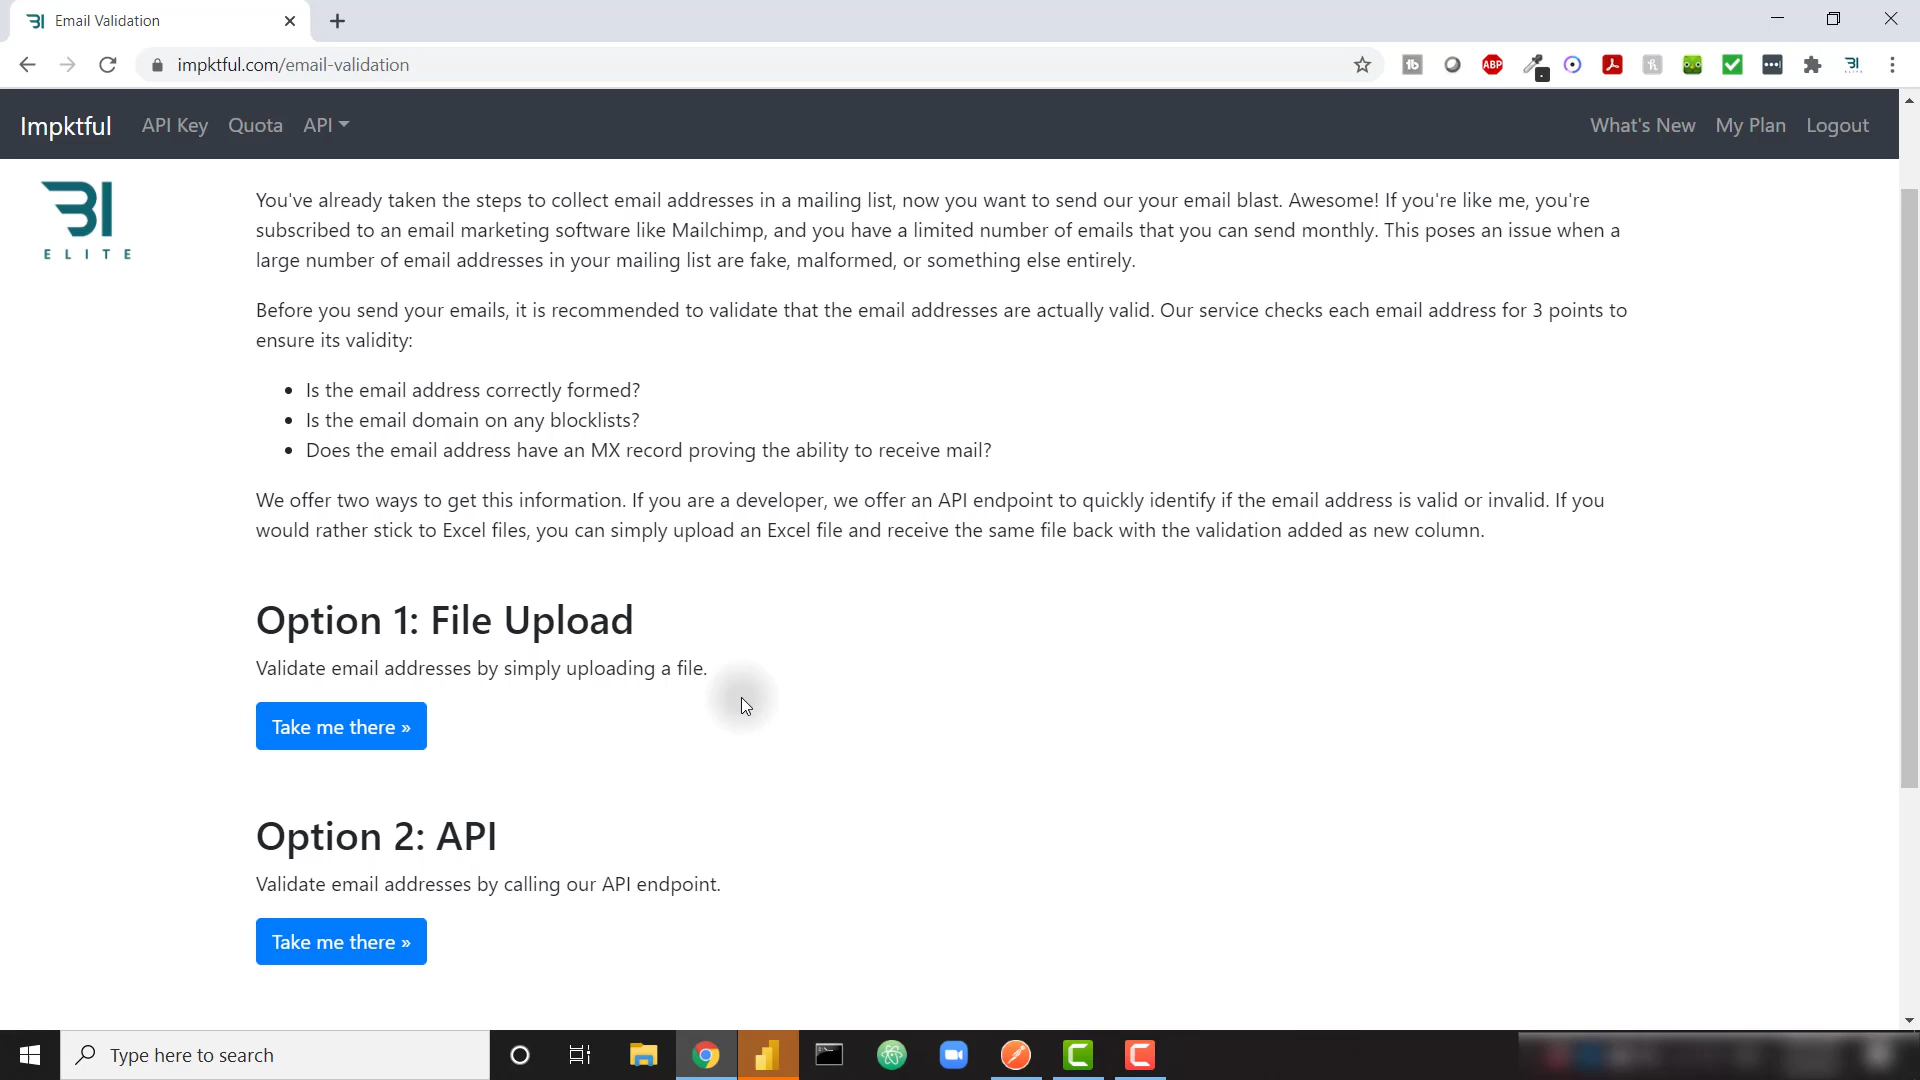 Email Validation
impktful.com/email-validation
ABP
Impktful
API Key
Quota
API
What's New
My Plan
Logout
BI
ELITE
You've already taken the steps to collect email addresses in a mailing list, now you want to send our your email blast. Awesome! If you're like me, you're
subscribed to an email marketing software like Mailchimp, and you have a limited number of emails that you can send monthly. This poses an issue when a
large number of email addresses in your mailing list are fake, malformed, or something else entirely.
Before you send your emails, it is recommended to validate that the email addresses are actually valid. Our service checks each email address for 3 points to
ensure its validity:
• Is the email address correctly formed?
• Is the email domain on any blocklists?
• Does the email address have an MX record proving the ability to receive mail?
We offer two ways to get this information. If you are a developer, we offer an API endpoint to quickly identify if the email address is valid or invalid. If you
would rather stick to Excel files, you can simply upload an Excel file and receive the same file back with the validation added as new column.
Option 1: File Upload
Validate email addresses by simply uploading a file.
Take me there »
Option 2: API
Validate email addresses by calling our API endpoint.
Take me there »
Type here to search